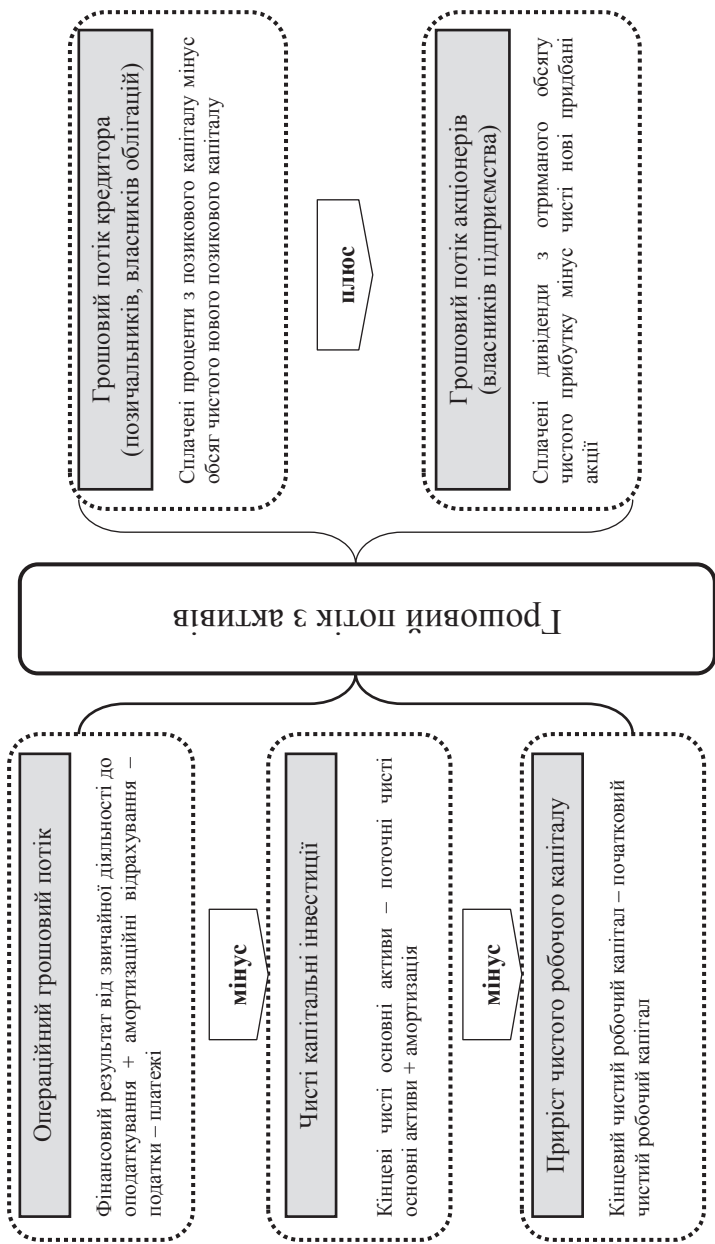 Операційний грошовий потік
Фінансовий результат від звичайної діяльності до
оподаткування + амортизаційні відрахування –
податки – платежі
мінус
Чисті капітальні інвестиції
Кінцеві чисті основні активи – поточні чисті
основні активи + амортизація
мінус
Приріст чистого робочого капіталу
Кінцевий чистий робочий капітал – початковий
чистий робочий капітал
Грошовий потік з активів
Грошовий потік кредитора
(позичальників, власників облігацій)
Сплачені проценти з позикового капіталу мінус
обсяг чистого нового позикового капіталу
плюс
Грошовий потік акціонерів
(власників підприємства)
Сплачені дивіденди з отриманого обсягу
чистого прибутку мінус чисті нові придбані
акції